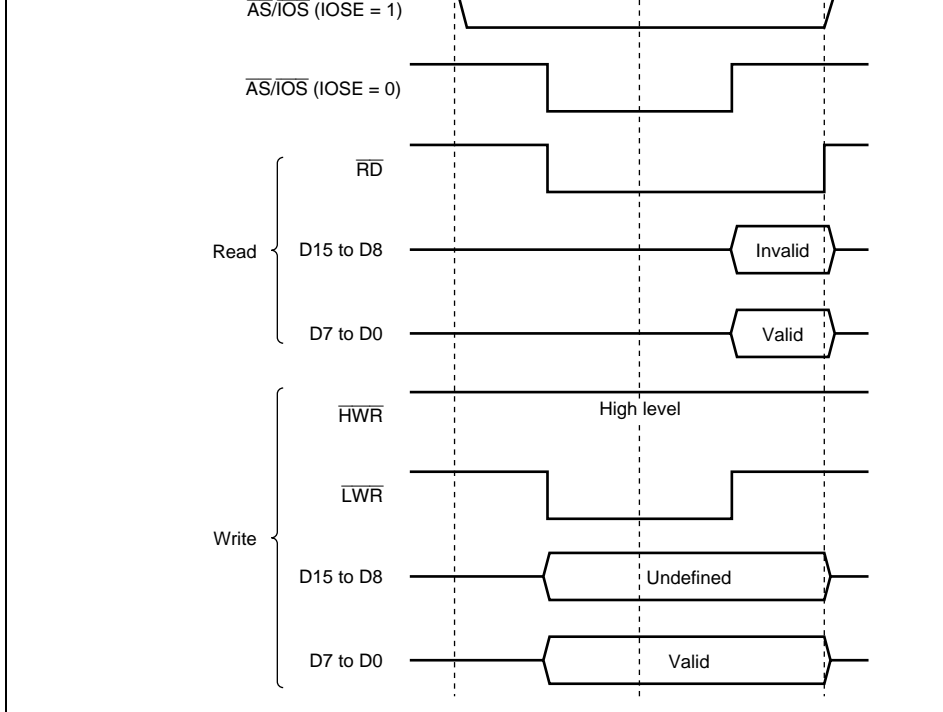 AS/IOS (IOSE = 1)
AS/IOS (IOSE = 0)
RD
Read
D15 to D8
Invalid
D7 to D0
Valid
HWR
High level
LWR
Write
D15 to D8
Undefined
D7 to D0
Valid